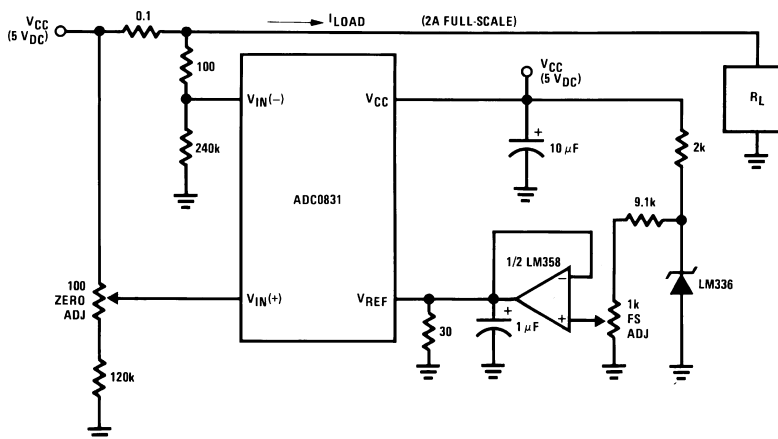 0.1
I LOAD
(2A FULL-SCALE)
VCC
(5 VDC)
100
VIN(−)
VCC
VCC
(5 VDC)
RL
240k
+
10 μF
2k
ADC0831
9.1k
1/2 LM358
−
LM336
100
ZERO
ADJ
VIN(+)
VREF
+
1k
FS
ADJ
+
1 μF
30
120k